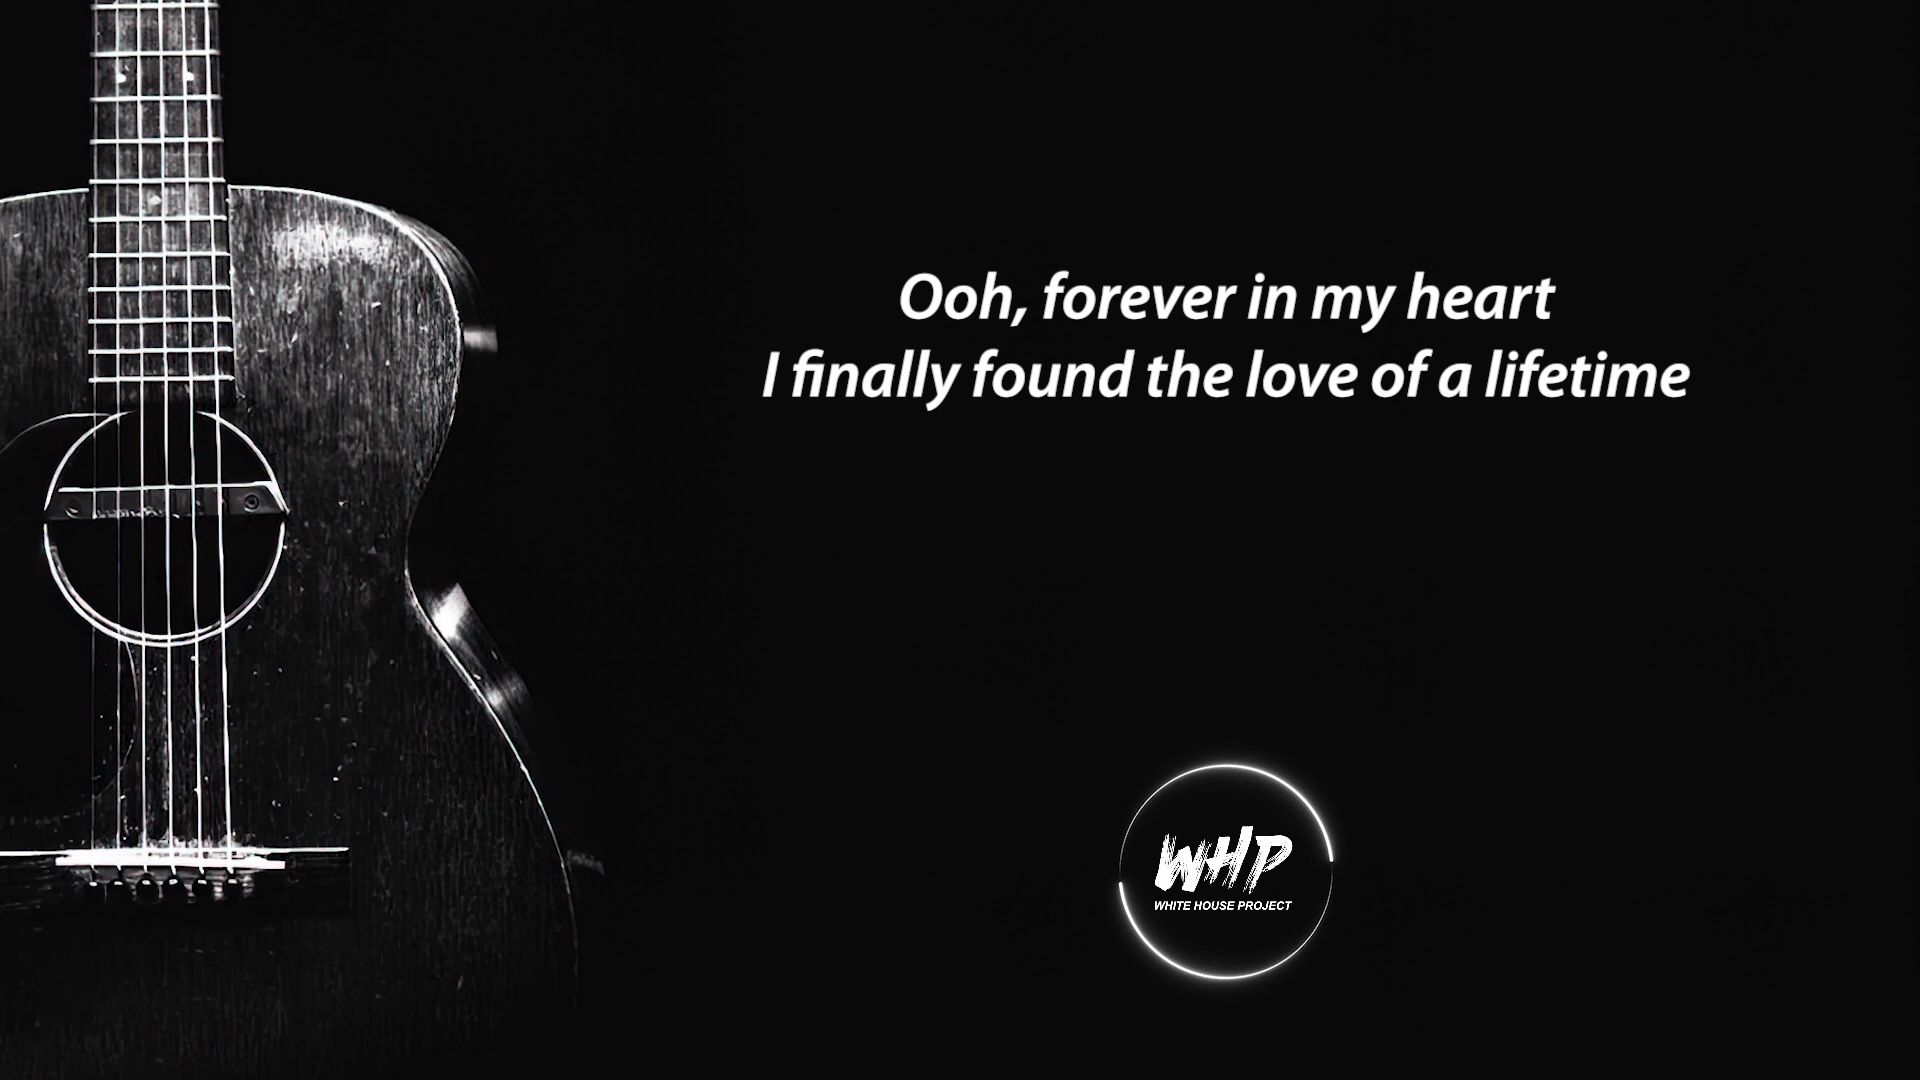 Ooh, forever in my heart
I finally found the love of a lifetime
WHP
WHITE HOUSE PROJECT